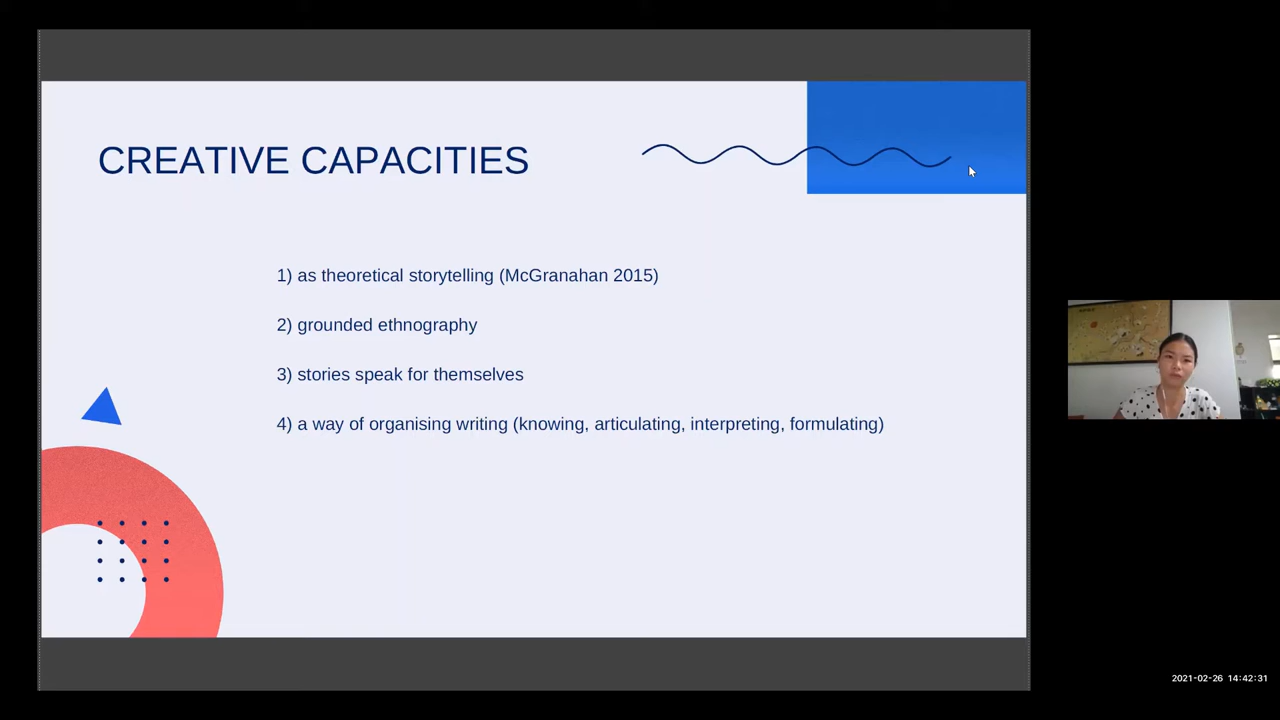 CREATIVE CAPACITIES
1) as theoretical storytelling (McGranahan 2015)
2) grounded ethnography
3) stories speak for themselves
4) a way of organising writing (knowing, articulating, interpreting, formulating)
2021-02-26 14:42:31